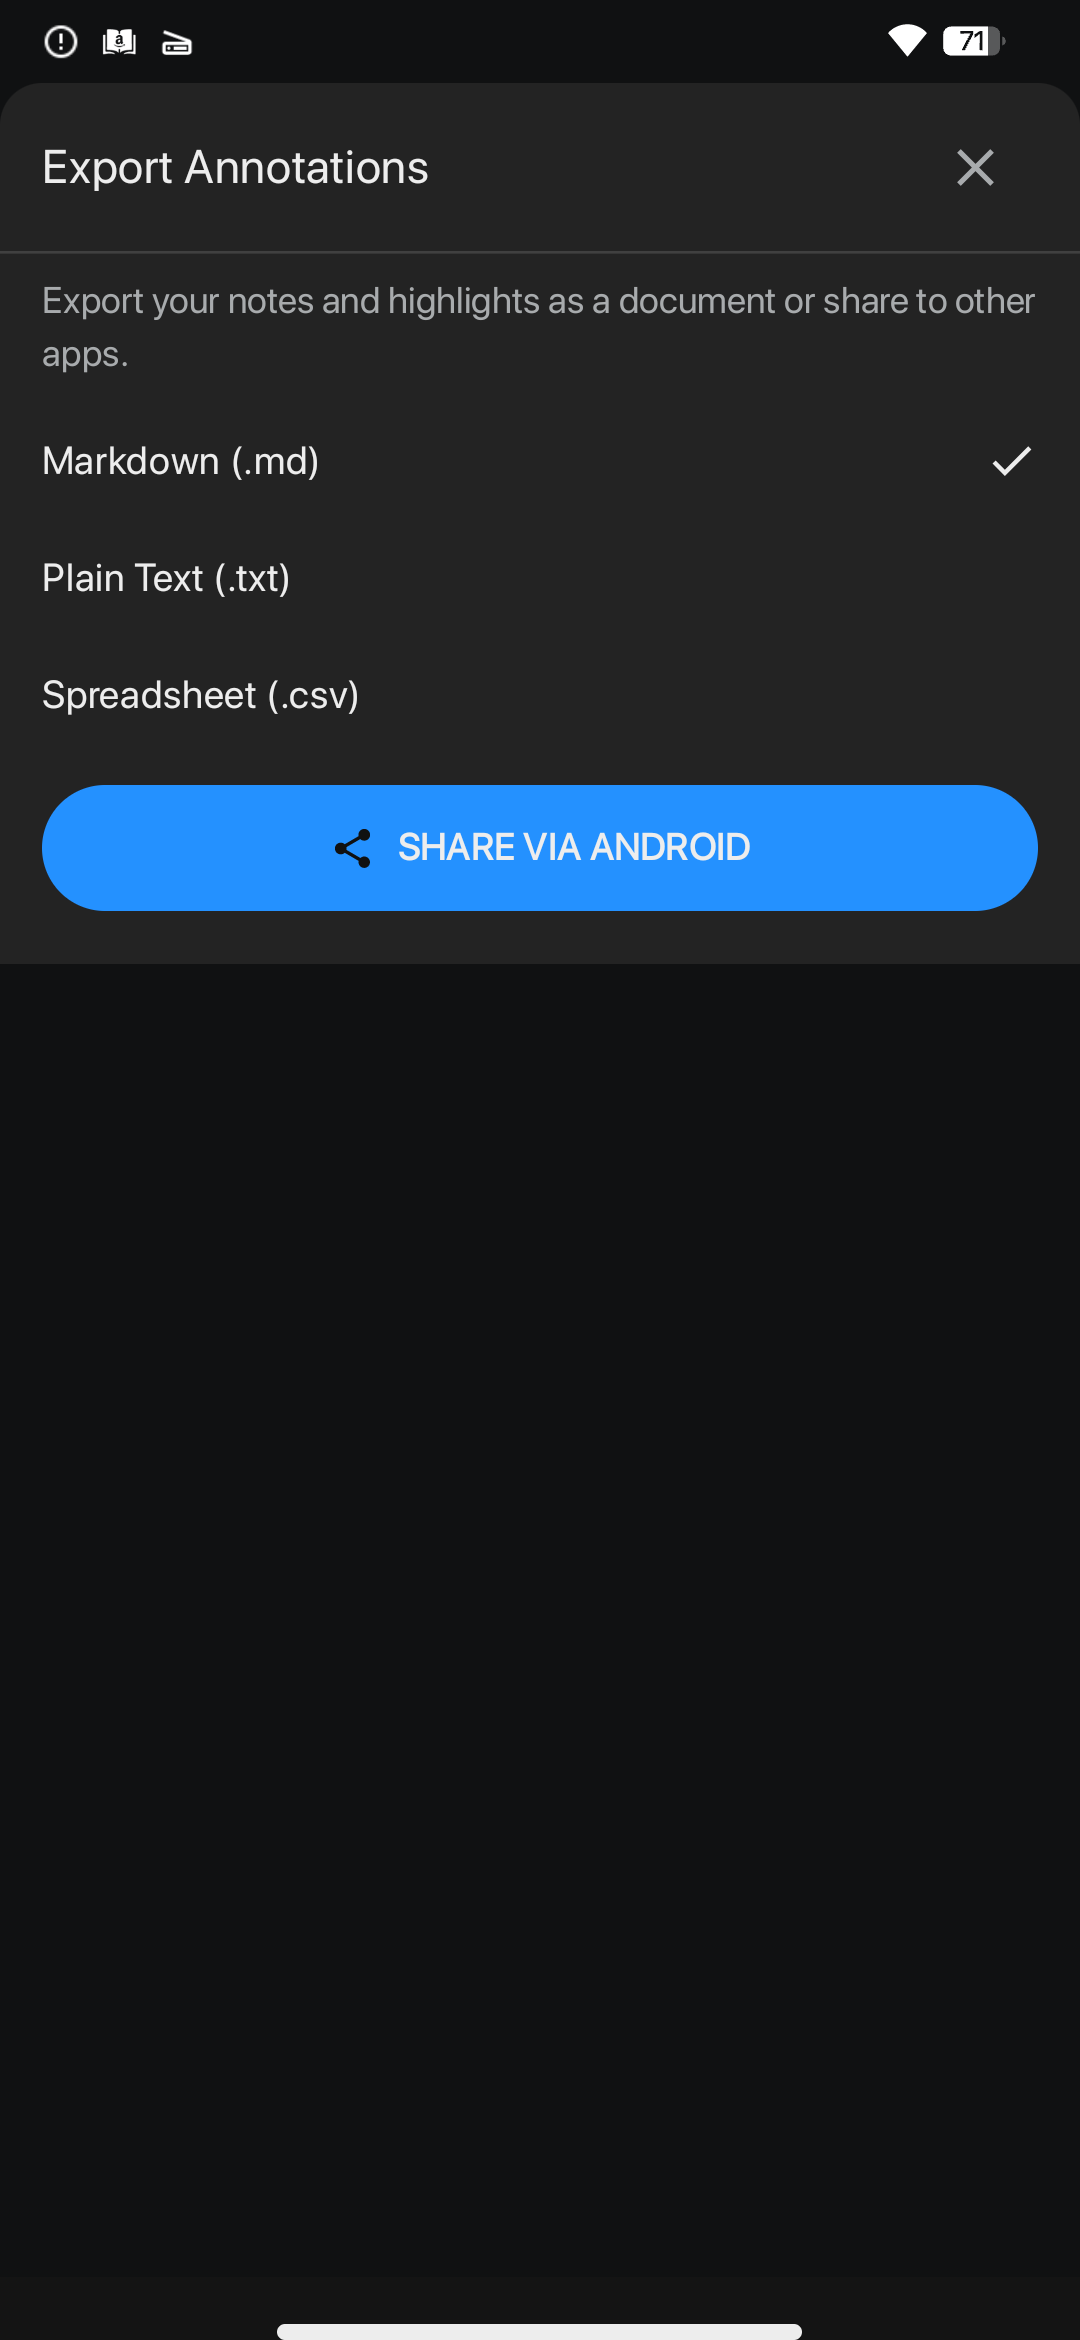 71
Export Annotations
Export your notes and highlights as a document or share to other
apps.
Markdown (.md)
Plain Text (.txt)
Spreadsheet (.csv)
SHARE VIA ANDROID